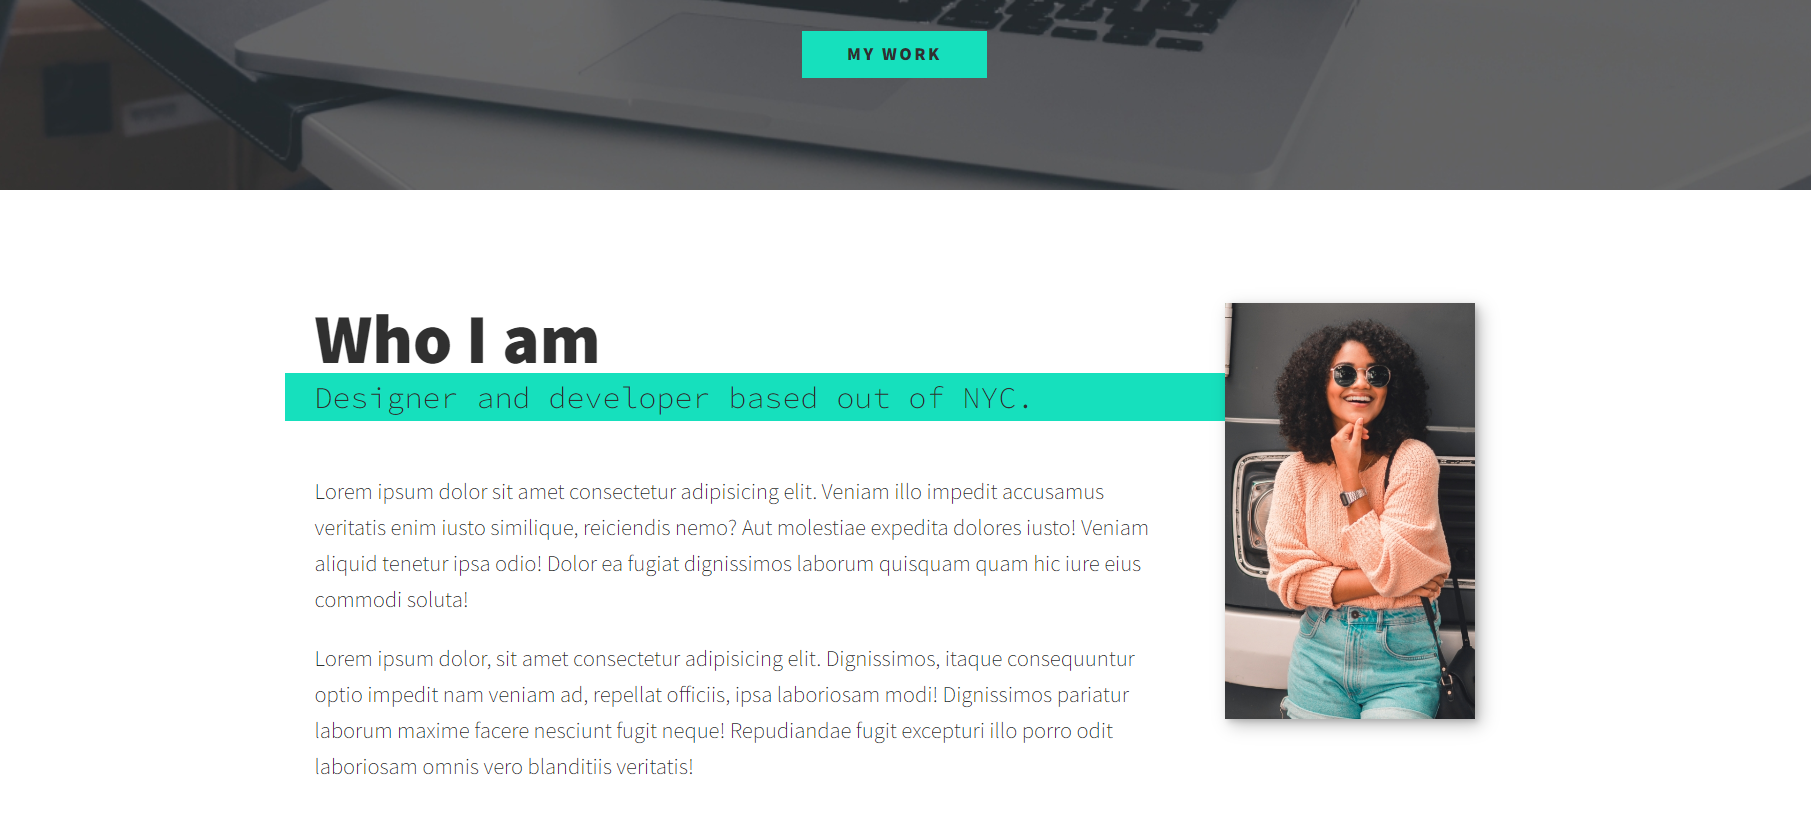 MY WORK
Who I am
Designer and developer based out of NYC.
Lorem ipsum dolor sit amet consectetur adipisicing elit. Veniam illo impedit accusamus
veritatis enim iusto similique, reiciendis nemo? Aut molestiae expedita dolores iusto! Veniam
aliquid tenetur ipsa odio! Dolor ea fugiat dignissimos laborum quisquam quam hic iure eius
commodi soluta!
Lorem ipsum dolor, sit amet consectetur adipisicing elit. Dignissimos, itaque consequuntur
optio impedit nam veniam ad, repellat officiis, ipsa laboriosam modi! Dignissimos pariatur
laborum maxime facere nesciunt fugit neque! Repudiandae fugit excepturi illo porro odit
laboriosam omnis vero blanditiis veritatis!